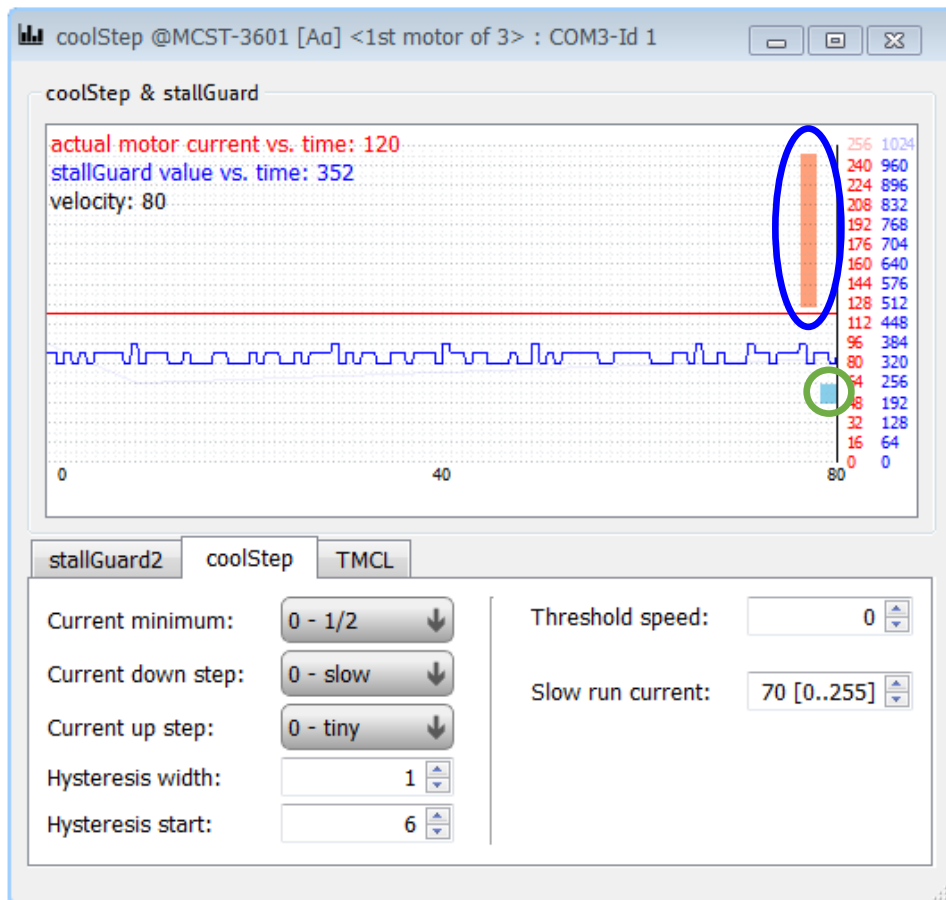 coolStep @MCST-3601 [Aɑ] <1st motor of 3> : COM3-Id 1
coolStep & stallGuard
actual motor current vs. time: 120
stallGuard value vs. time: 352
velocity: 80
256 1024
240 960
224 896
208 832
192 768
176 704
160 640
144 576
128 512
112 448
96 384
80 320
64 256
48 192
32 128
16 64
0 0
0 40 80
stallGuard2 coolStep TMCL
Current minimum: 0 - 1/2
Threshold speed: 0
Current down step: 0 - slow
Slow run current: 70 [0..255]
Current up step: 0 - tiny
Hysteresis width: 1
Hysteresis start: 6